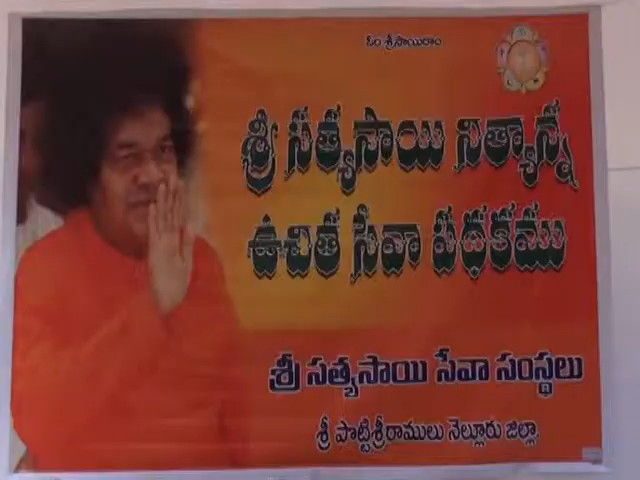 ఓం శ్రీసాయిరాం
శ్రీ సత్యసాయి నిత్యాన్న
ఉచిత సేవా పథకము
శ్రీ సత్యసాయి సేవా సంస్థలు
శ్రీ పొట్టిశ్రీరాములు నెల్లూరు జిల్లా